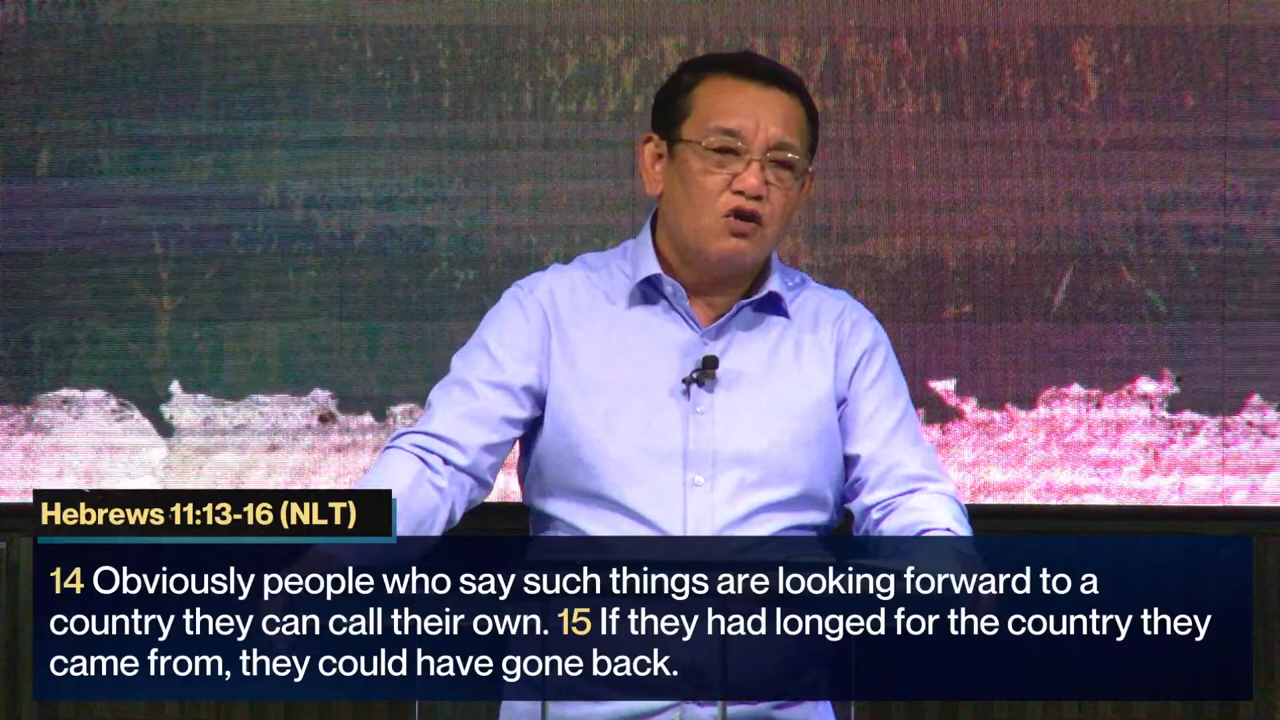 Hebrews 11:13-16 (NLT)
14 Obviously people who say such things are looking forward to a
country they can call their own. 15 If they had longed for the country they
came from, they could have gone back.